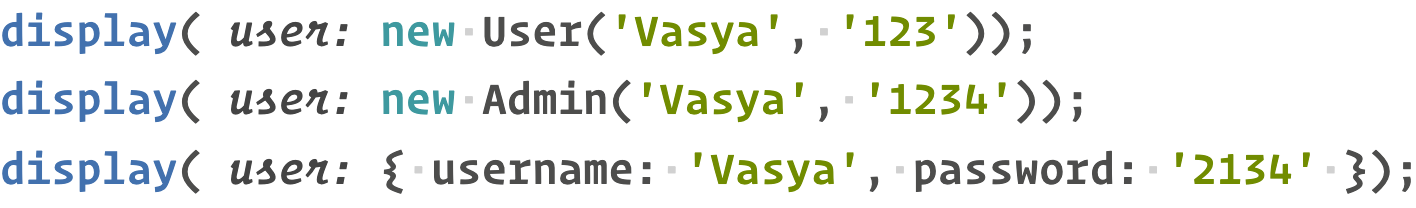 display( user: new User('Vasya', '123'));
display( user: new Admin('Vasya', '1234'));
display( user: { username: 'Vasya', password: '2134' });